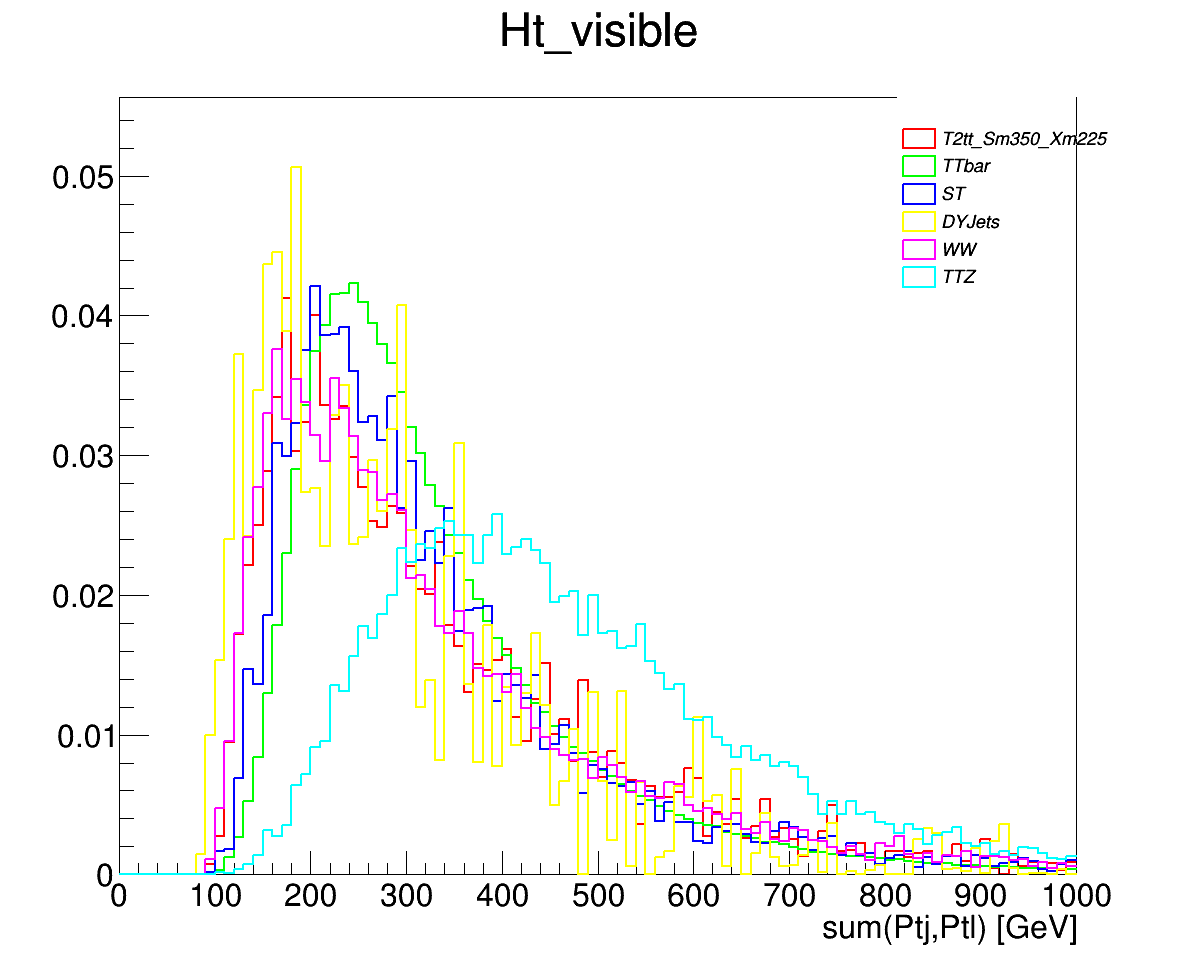 Ht_visible
T2tt_Sm350_Xm225
TTbar
ST
DYJets
WW
TTZ
0.05
0.04
0.03
0.02
0.01
0
0 100 200 300 400 500 600 700 800 900 1000
sum(Ptj,Ptl) [GeV]